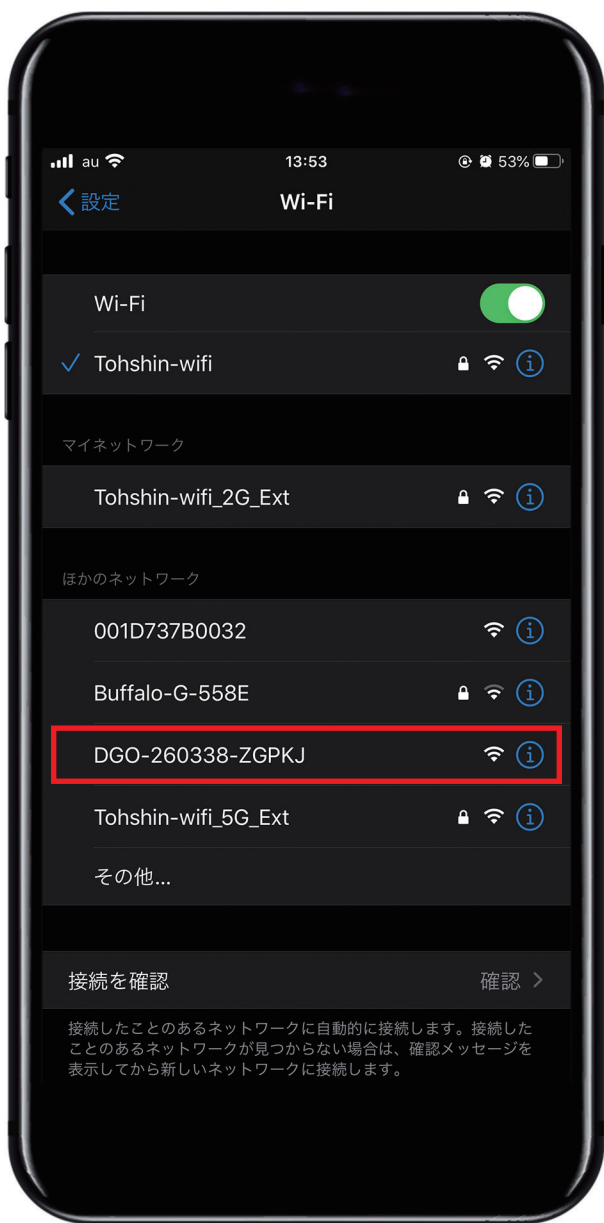 au 13:53 53%
設定 Wi-Fi
Wi-Fi
Tohshin-wifi
マイネットワーク
Tohshin-wifi_2G_Ext
ほかのネットワーク
001D737B0032
Buffalo-G-558E
DGO-260338-ZGPKJ
Tohshin-wifi_5G_Ext
その他...
接続を確認 確認
接続したことのあるネットワークに自動的に接続します。接続した
ことのあるネットワークが見つからない場合は、確認メッセージを
表示してから新しいネットワークに接続します。